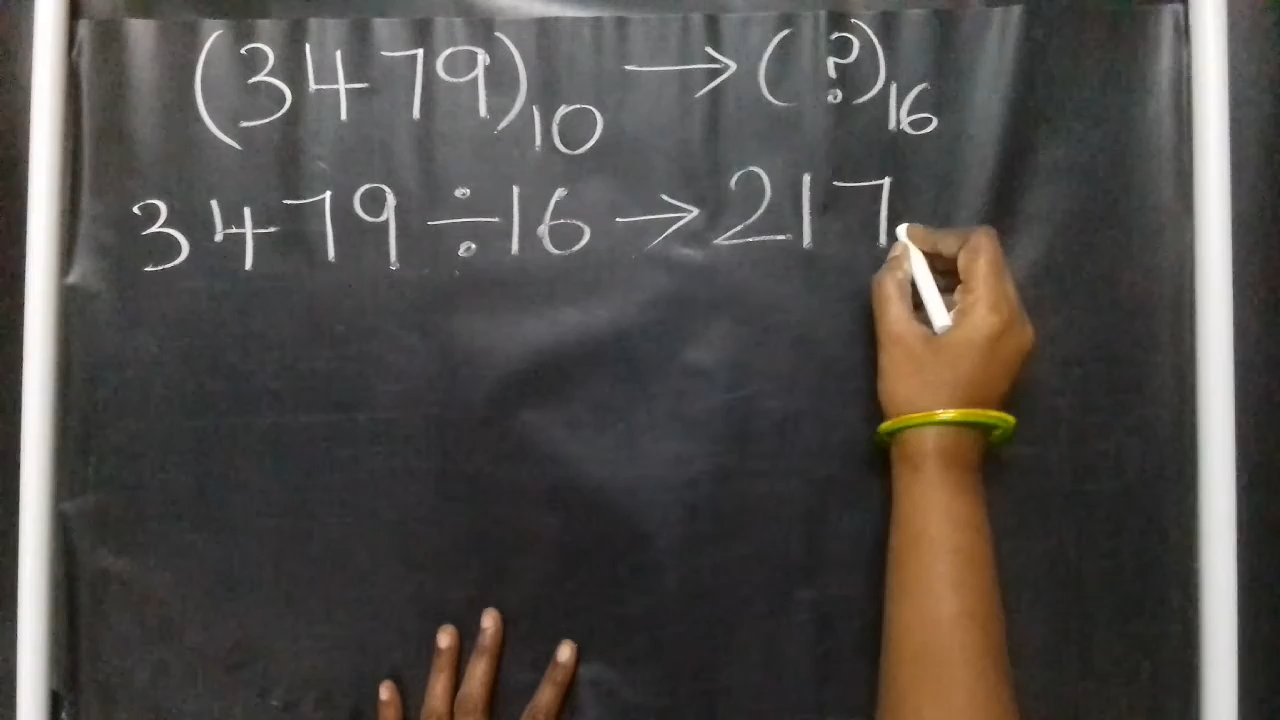 (3479)₁₀ → (?)₁₆
3479 ÷ 16 → 217